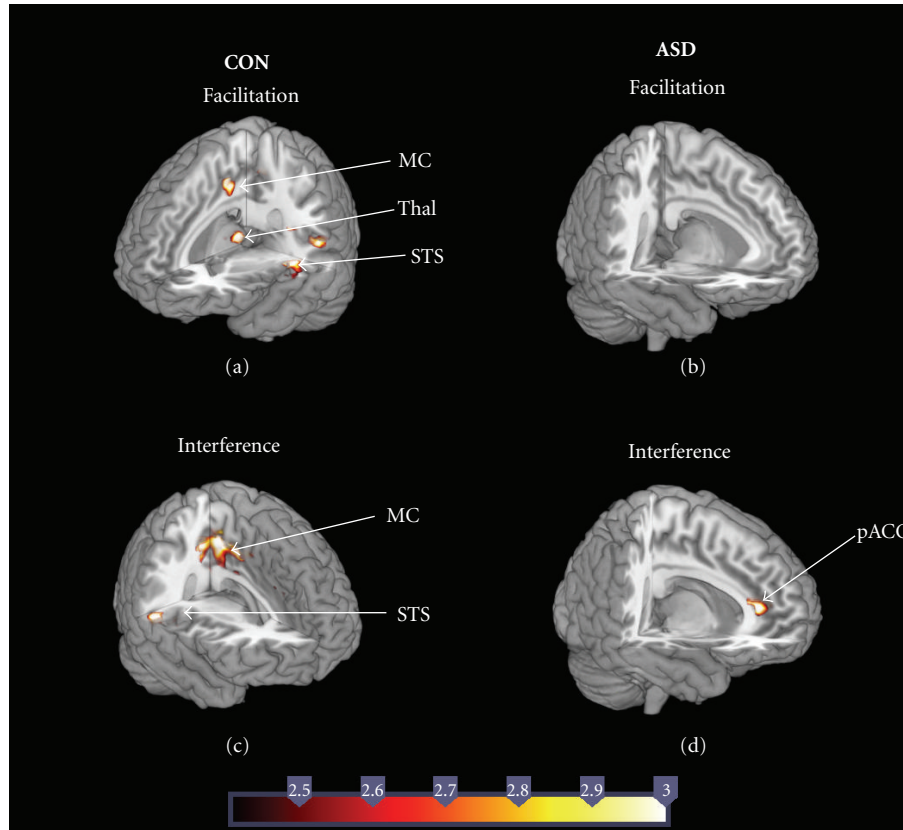 CON
Facilitation
MC
Thal
STS
(a)
ASD
Facilitation
(b)
Interference
MC
STS
(c)
Interference
pACC
(d)
2.5 2.6 2.7 2.8 2.9 3